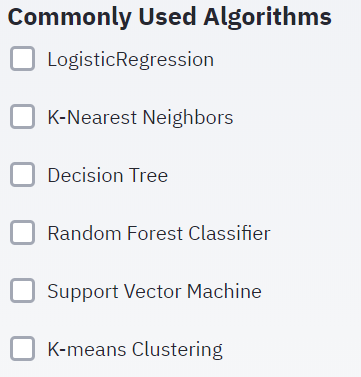 Commonly Used Algorithms
LogisticRegression
K-Nearest Neighbors
Decision Tree
Random Forest Classifier
Support Vector Machine
K-means Clustering